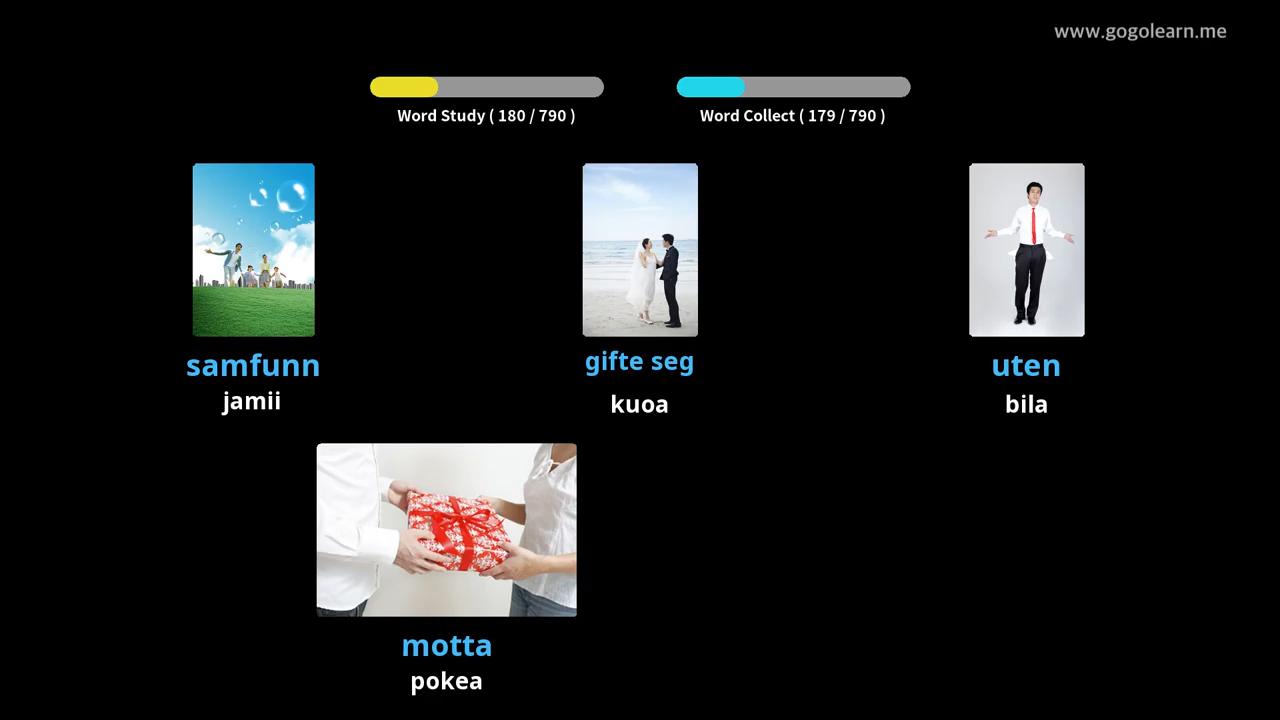 www.gogolearn.me
Word Study ( 180 / 790 )
Word Collect ( 179 / 790 )
samfunn
jamii
gifte seg
kuoa
uten
bila
motta
pokea